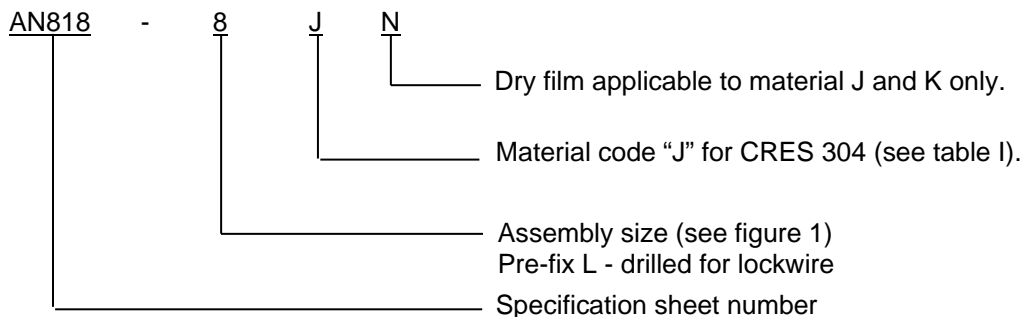 AN818 - 8 J N
Dry film applicable to material J and K only.
Material code “J” for CRES 304 (see table I).
Assembly size (see figure 1)
Pre-fix L - drilled for lockwire
Specification sheet number